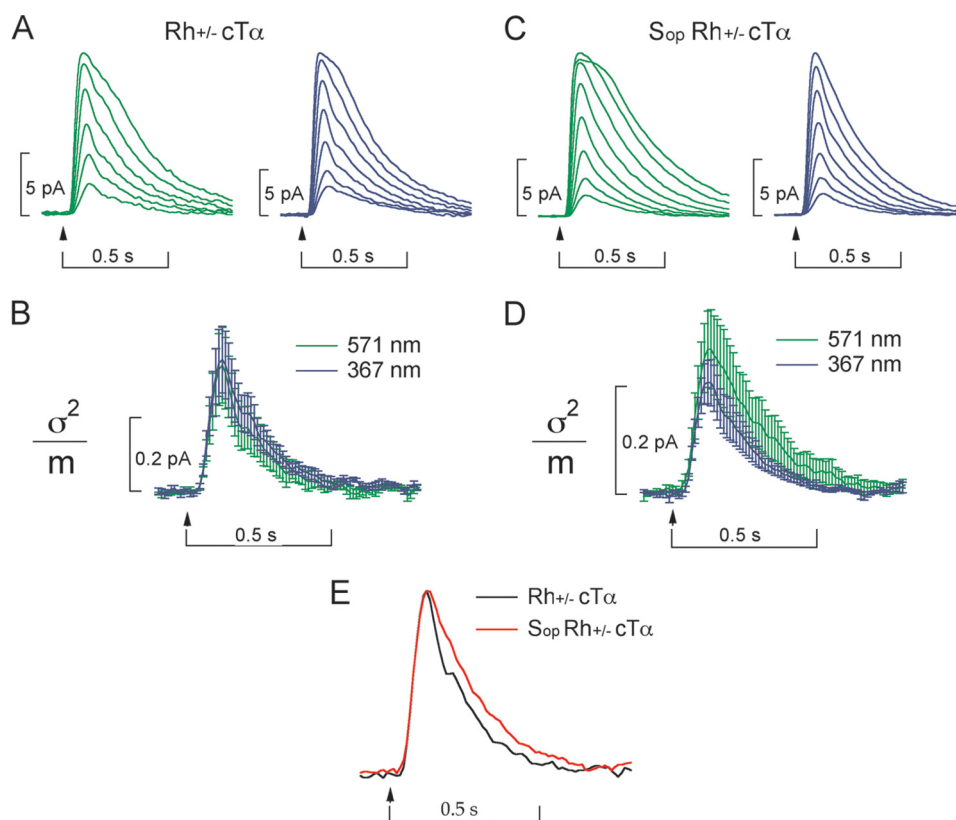 A Rh+/- cTα
5 pA
0.5 s
5 pA
0.5 s
C Sop Rh+/- cTα
5 pA
0.5 s
5 pA
0.5 s
B
571 nm
367 nm
σ²
m
0.2 pA
0.5 s
D
571 nm
367 nm
σ²
m
0.2 pA
0.5 s
E
Rh+/- cTα
Sop Rh+/- cTα
0.5 s